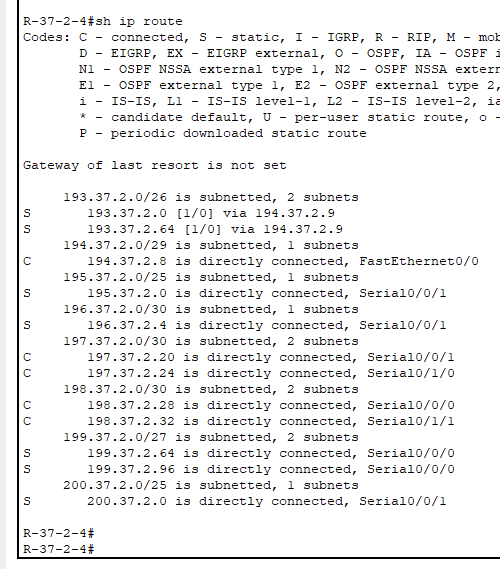 R-37-2-4#sh ip route
Codes: C - connected, S - static, I - IGRP, R - RIP, M - mob
D - EIGRP, EX - EIGRP external, O - OSPF, IA - OSPF i
N1 - OSPF NSSA external type 1, N2 - OSPF NSSA extern
E1 - OSPF external type 1, E2 - OSPF external type 2,
i - IS-IS, L1 - IS-IS level-1, L2 - IS-IS level-2, ia
* - candidate default, U - per-user static route, o -
P - periodic downloaded static route
Gateway of last resort is not set
193.37.2.0/26 is subnetted, 2 subnets
S 193.37.2.0 [1/0] via 194.37.2.9
S 193.37.2.64 [1/0] via 194.37.2.9
194.37.2.0/29 is subnetted, 1 subnets
C 194.37.2.8 is directly connected, FastEthernet0/0
195.37.2.0/25 is subnetted, 1 subnets
S 195.37.2.0 is directly connected, Serial0/0/1
196.37.2.0/30 is subnetted, 1 subnets
S 196.37.2.4 is directly connected, Serial0/0/1
197.37.2.0/30 is subnetted, 2 subnets
C 197.37.2.20 is directly connected, Serial0/0/1
C 197.37.2.24 is directly connected, Serial0/1/0
198.37.2.0/30 is subnetted, 2 subnets
C 198.37.2.28 is directly connected, Serial0/0/0
C 198.37.2.32 is directly connected, Serial0/1/1
199.37.2.0/27 is subnetted, 2 subnets
S 199.37.2.64 is directly connected, Serial0/0/0
S 199.37.2.96 is directly connected, Serial0/0/0
200.37.2.0/25 is subnetted, 1 subnets
S 200.37.2.0 is directly connected, Serial0/0/1
R-37-2-4#
R-37-2-4#